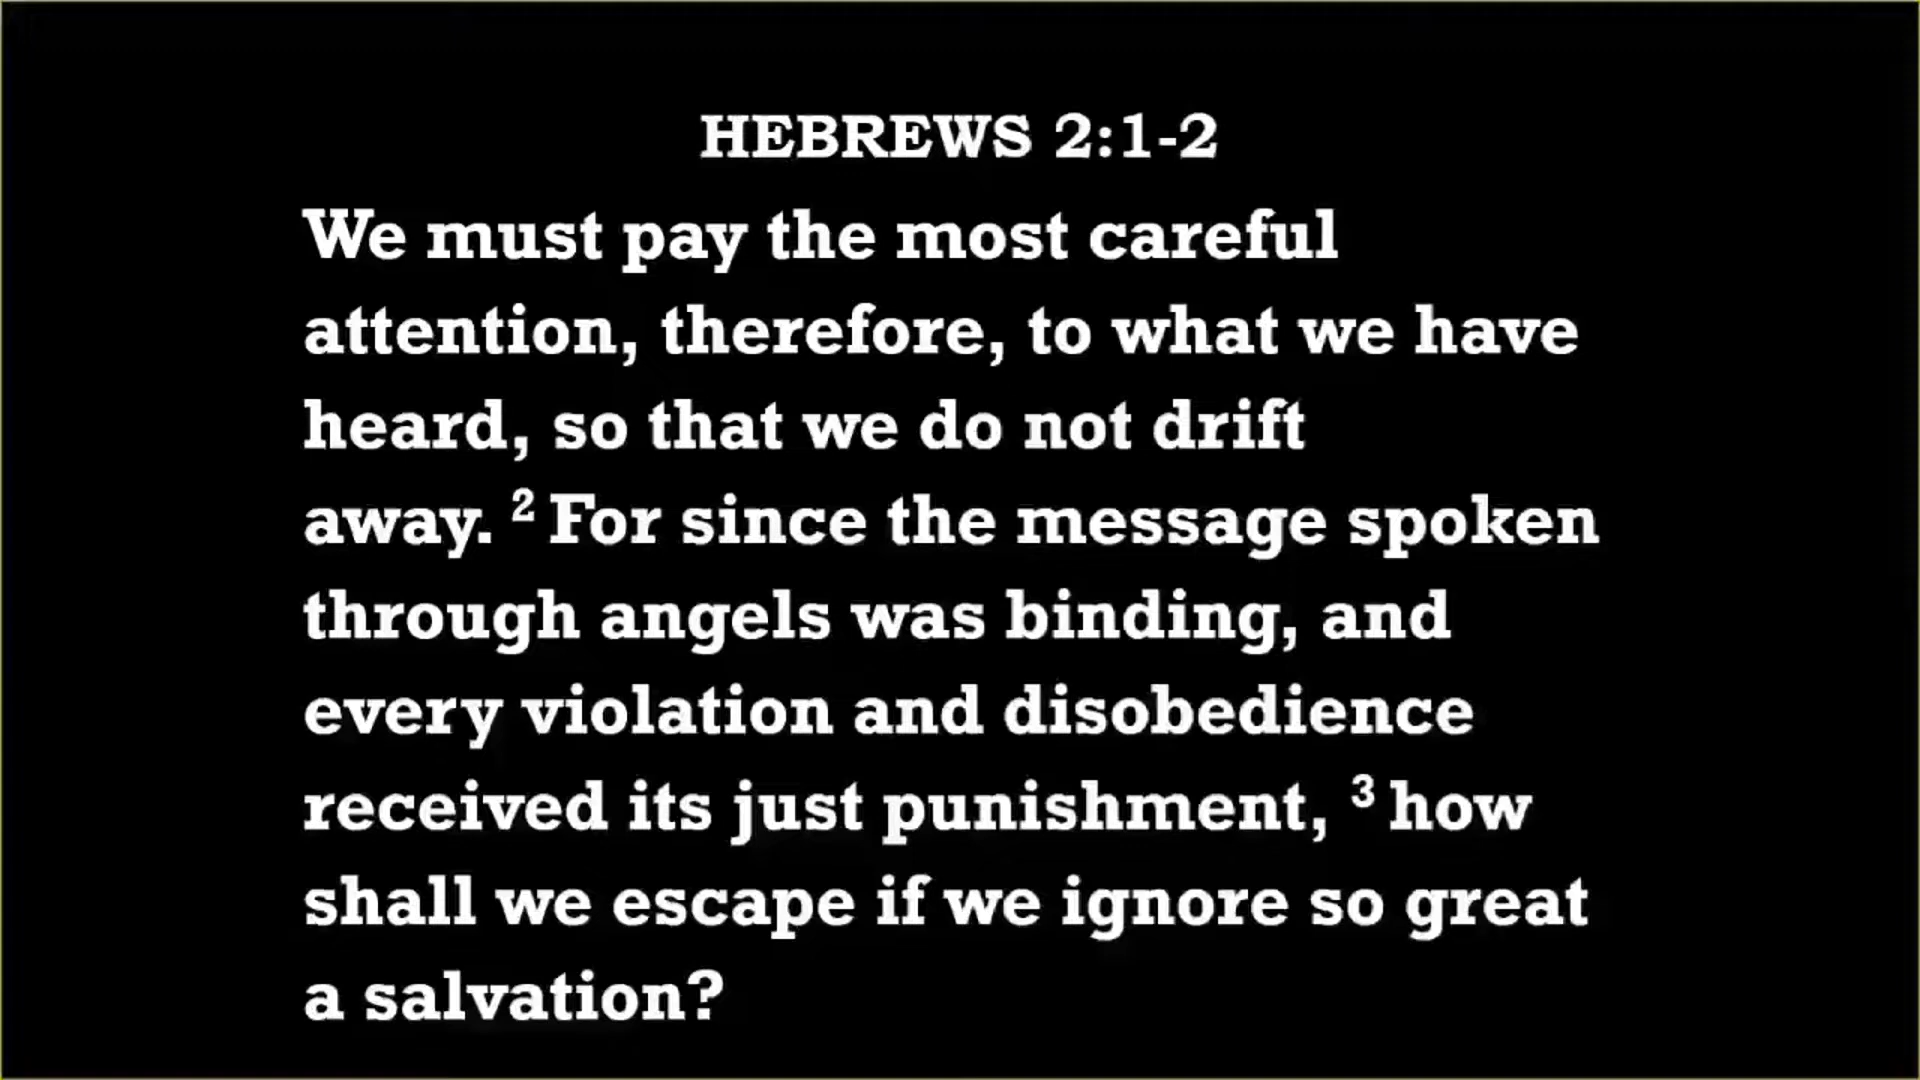 HEBREWS 2:1-2
We must pay the most careful
attention, therefore, to what we have
heard, so that we do not drift
away. ² For since the message spoken
through angels was binding, and
every violation and disobedience
received its just punishment, ³ how
shall we escape if we ignore so great
a salvation?